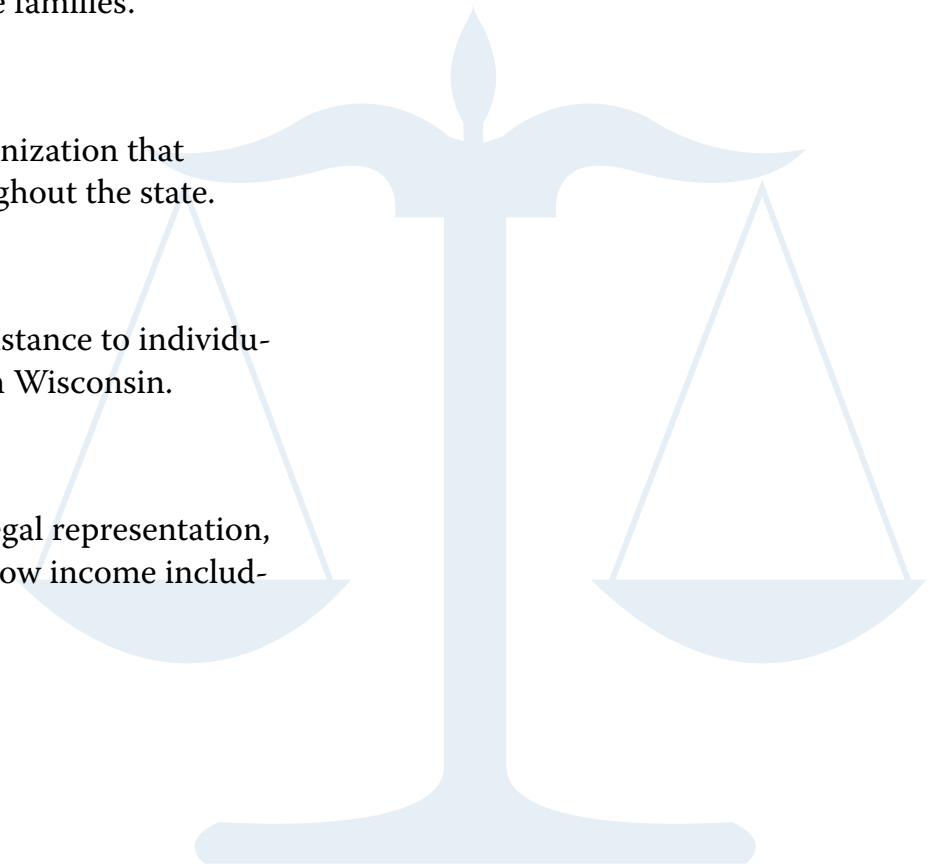 families.
nization that
ghout the state.
stance to individu-
Wisconsin.
gal representation,
ow income includ-